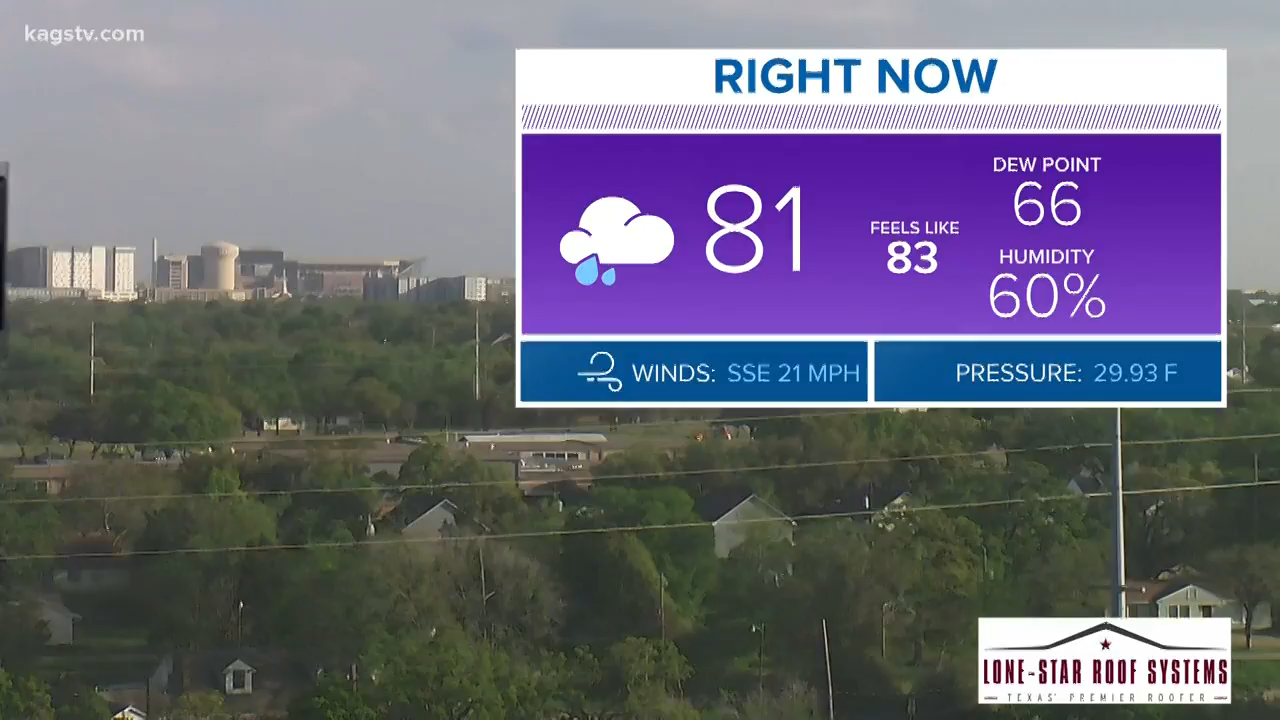 kagstv.com
RIGHT NOW
81
FEELS LIKE
83
DEW POINT
66
HUMIDITY
60%
WINDS: SSE 21 MPH
PRESSURE: 29.93 F
LONE-STAR ROOF SYSTEMS
TEXAS' PREMIER ROOFER